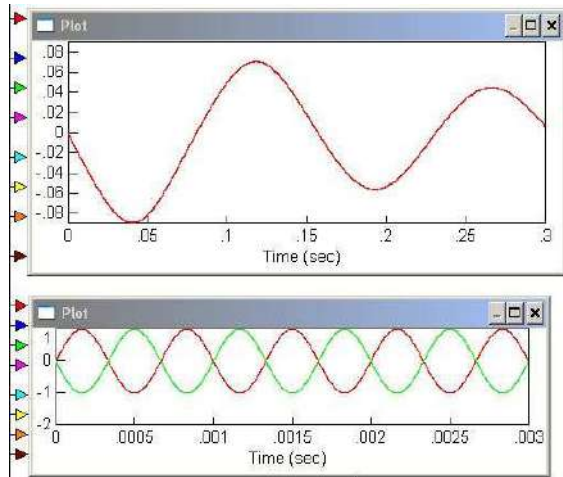 Plot
.08
.06
.04
.02
0
-.02
-.04
-.06
-.08
0 .05 .1 .15 .2 .25 .3
Time (sec)
Plot
1
0
-1
-2
0 .0005 .001 .0015 .002 .0025 .003
Time (sec)